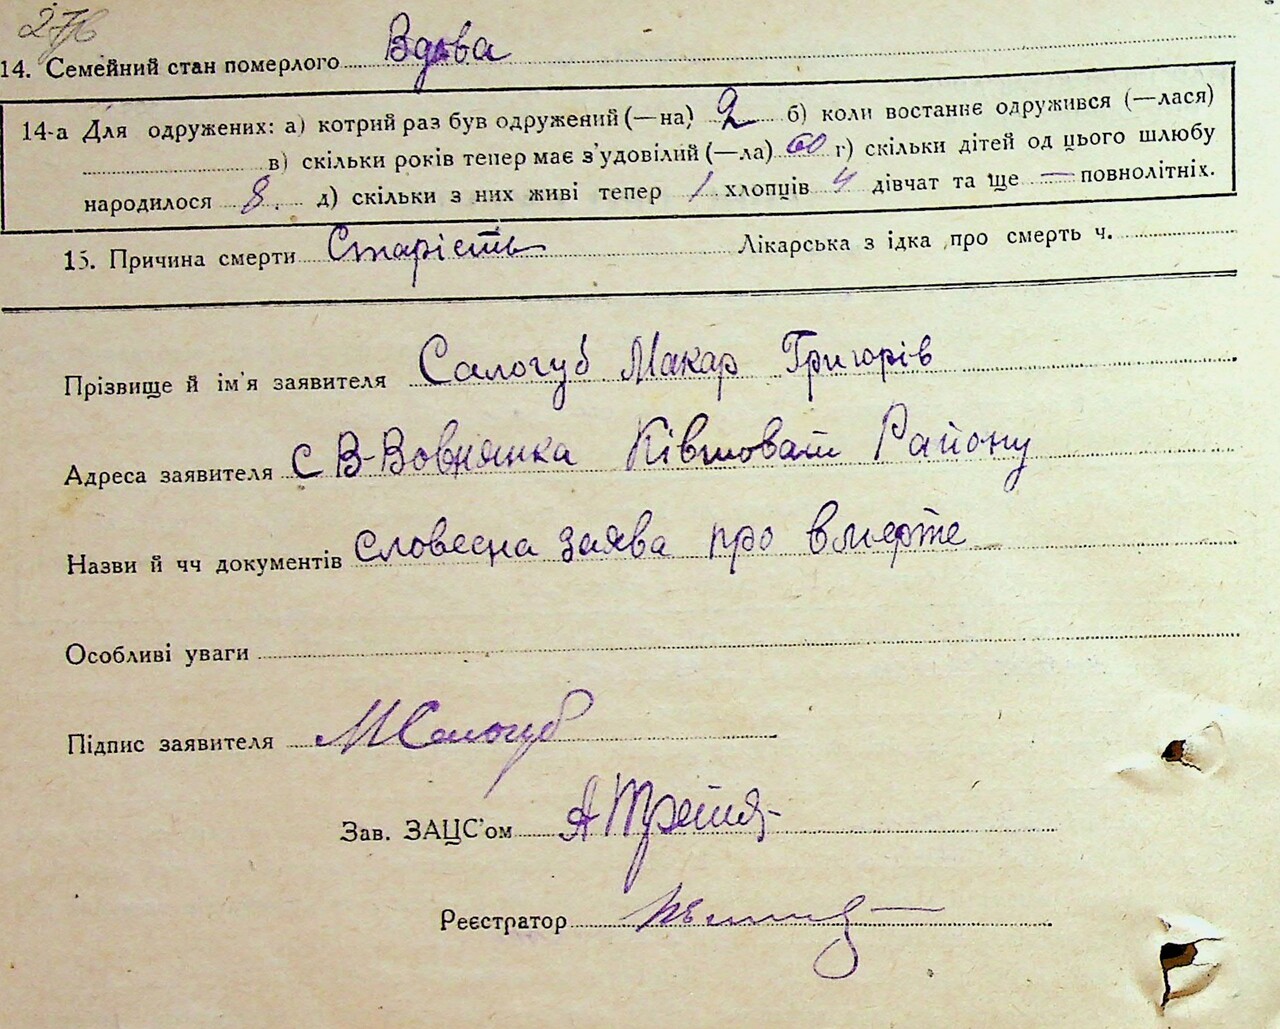 14. Семейний стан померлого Вдова
14-а Для одружених: а) котрий раз був одружений (—на) 2 б) коли востаннє одружився (—лася)
в) скільки років тепер має з'удовілий (—ла) 60 г) скільки дітей од цього шлюбу
народилося 8. д) скільки з них живі тепер 1 хлопців 4 дівчат та ще — повнолітніх.
15. Причина смерти Старість Лікарська з ідка про смерть ч.
Прізвище й ім'я заявителя Салогуб Макар Григорів
Адреса заявителя с В-Вовнянка Ківшоват Району
Назви й чч документів словесна заява про вмерте
Особливі уваги
Підпис заявителя МСалогуб
Зав. ЗАЦС'ом А
Реєстратор